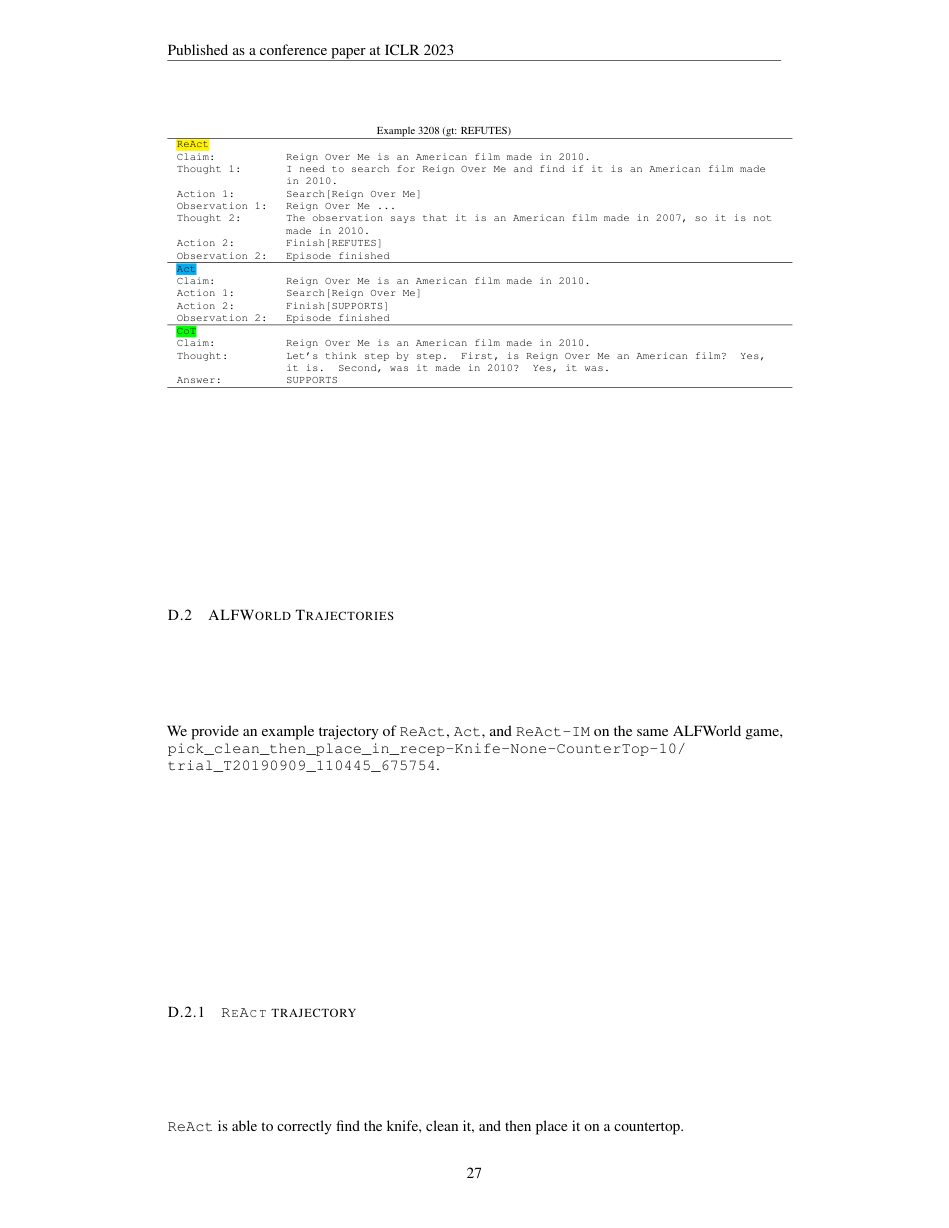 Published as a conference paper at ICLR 2023
Example 3208 (gt: REFUTES)
ReAct
Claim: Reign Over Me is an American film made in 2010.
Thought 1: I need to search for Reign Over Me and find if it is an American film made
in 2010.
Action 1: Search[Reign Over Me]
Observation 1: Reign Over Me ...
Thought 2: The observation says that it is an American film made in 2007, so it is not
made in 2010.
Action 2: Finish[REFUTES]
Observation 2: Episode finished
Act
Claim: Reign Over Me is an American film made in 2010.
Action 1: Search[Reign Over Me]
Action 2: Finish[SUPPORTS]
Observation 2: Episode finished
CoT
Claim: Reign Over Me is an American film made in 2010.
Thought: Let's think step by step. First, is Reign Over Me an American film? Yes,
it is. Second, was it made in 2010? Yes, it was.
Answer: SUPPORTS
D.2 ALFWORLD TRAJECTORIES
We provide an example trajectory of ReAct, Act, and ReAct-IM on the same ALFWorld game,
pick_clean_then_place_in_recep-Knife-None-CounterTop-10/
trial_T20190909_110445_675754.
D.2.1 REACT TRAJECTORY
ReAct is able to correctly find the knife, clean it, and then place it on a countertop.
27